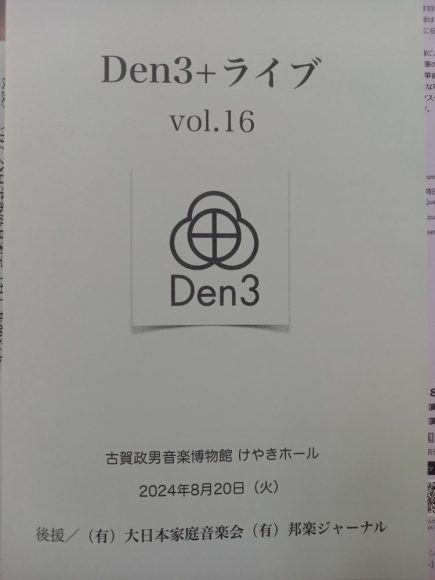 Den3+ライブ
vol.16
Den3
古賀政男音楽博物館 けやきホール
2024年8月20日（火）
後援／（有）大日本家庭音楽会（有）邦楽ジャーナル